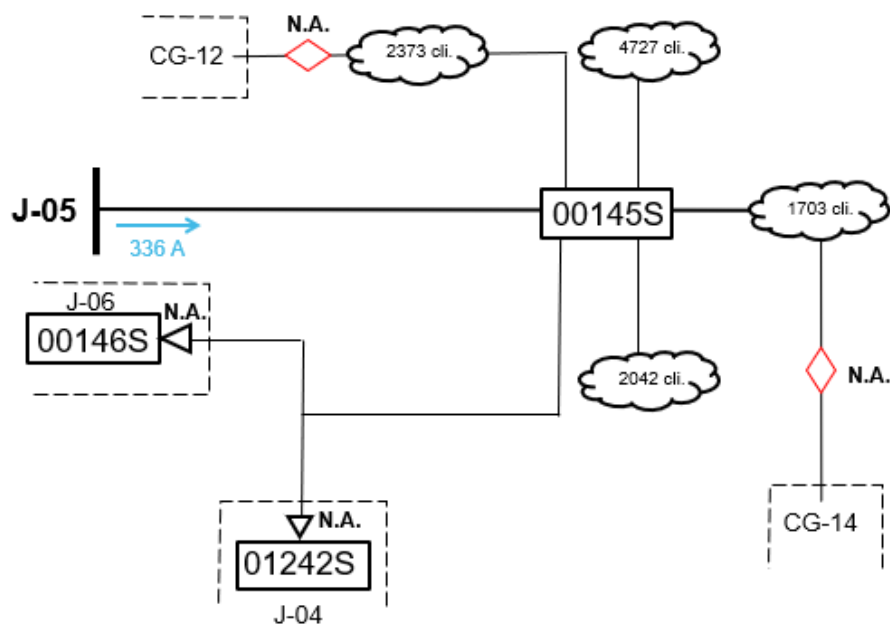 N.A.
CG-12
2373 cli.
4727 cli.
J-05
336 A
00145S
1703 cli.
J-06
N.A.
00146S
2042 cli.
N.A.
N.A.
01242S
J-04
CG-14